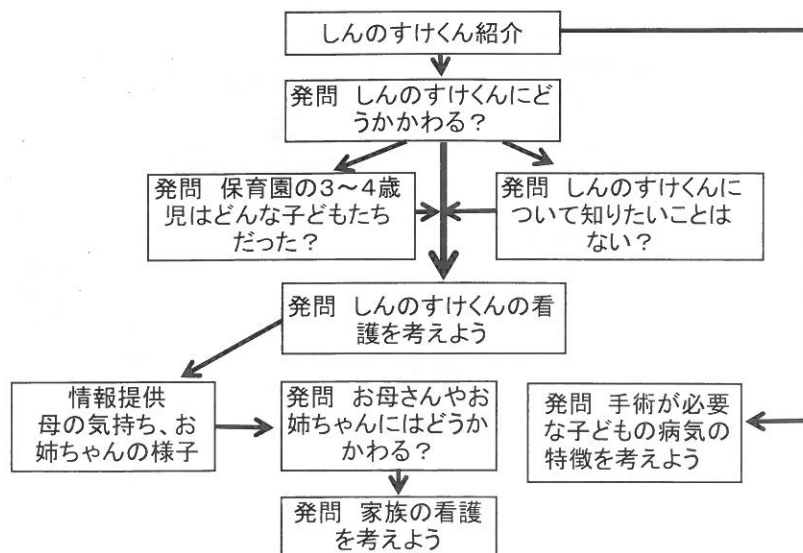 しんのすけくん紹介
発問 しんのすけくんにど
うかかわる？
発問 保育園の３～４歳
児はどんな子どもたち
だった？
発問 しんのすけくんに
ついて知りたいことは
ない？
発問 しんのすけくんの看
護を考えよう
情報提供
母の気持ち、お
姉ちゃんの様子
発問 お母さんやお
姉ちゃんにはどうか
かわる？
発問 手術が必要
な子どもの病気の
特徴を考えよう
発問 家族の看護
を考えよう